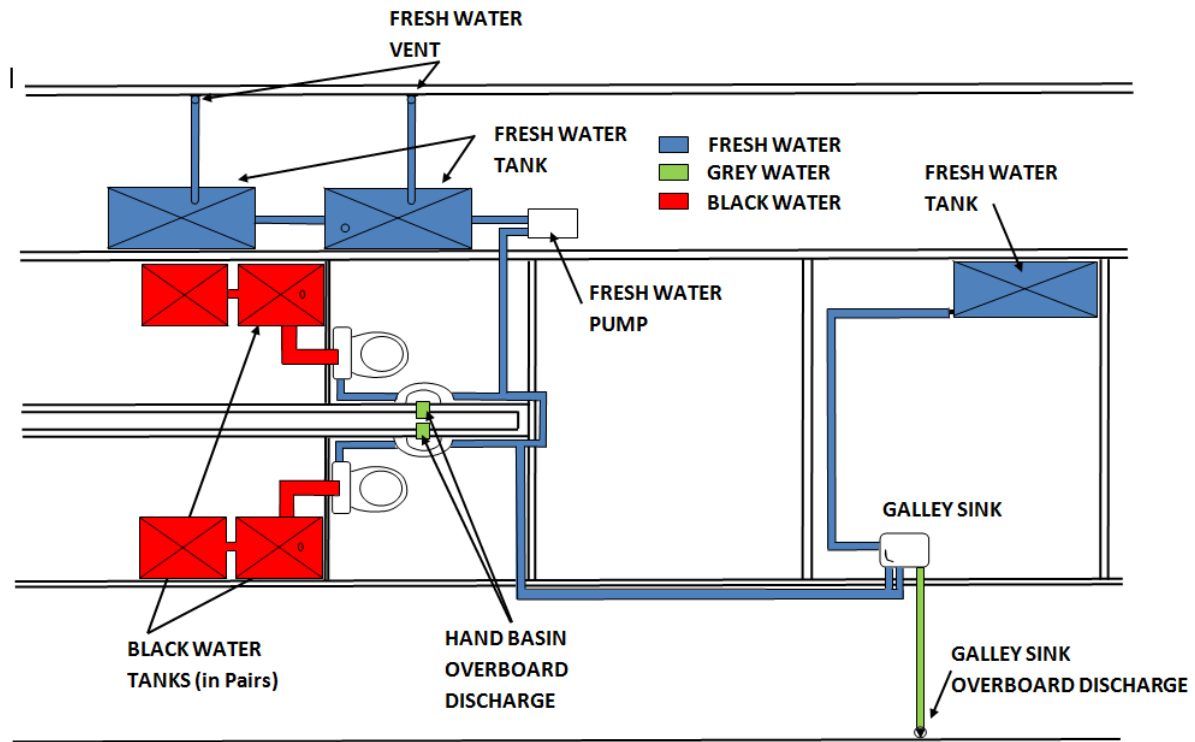 FRESH WATER
VENT
FRESH WATER
TANK
FRESH WATER
GREY WATER
BLACK WATER
FRESH WATER
TANK
FRESH WATER
PUMP
GALLEY SINK
BLACK WATER
TANKS (in Pairs)
HAND BASIN
OVERBOARD
DISCHARGE
GALLEY SINK
OVERBOARD DISCHARGE